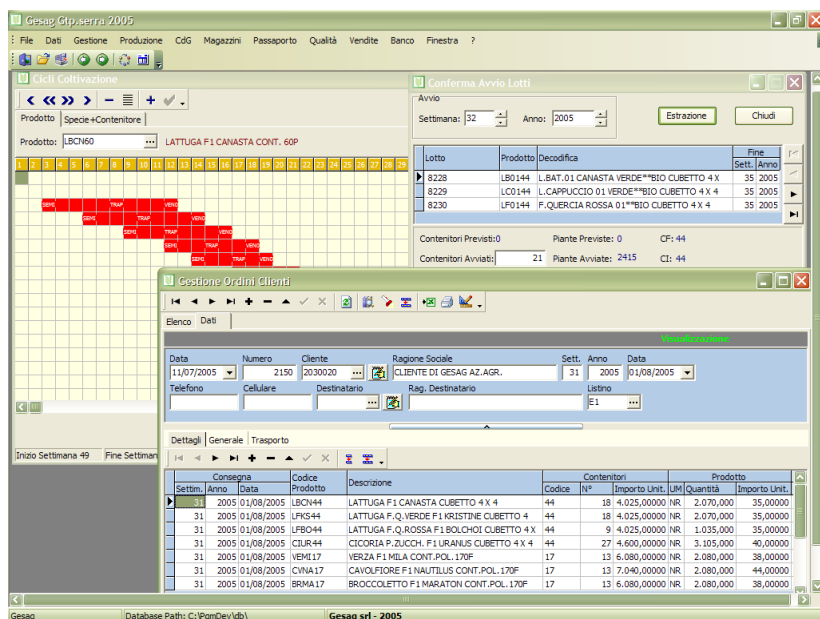 Gesag Gtp.serra 2005
File Dati Gestione Produzione CdG Magazzini Passaporto Qualità Vendite Banco Finestra ?
Cicli Coltivazione
Prodotto Specie+Contenitore
Prodotto: LBCN60 ... LATTUGA F1 CANASTA CONT. 60P
1 2 3 4 5 6 7 8 9 10 11 12 13 14 15 16 17 18 19 20 21 22 23 24 25 26 27 28 29
SEMI TRAP VEND
SEMI TRAP VEND
SEMI TRAP VEND
SEMI TRAP VEND
SEMI TRAP VEND
Inizio Settimana 49 Fine Settiman
Conferma Avvio Lotti
Avvio
Settimana: 32 Anno: 2005 Estrazione Chiudi
Lotto Prodotto Decodifica Fine
Sett. Anno
8228 LB0144 L.BAT.01 CANASTA VERDE**BIO CUBETTO 4 X 35 2005
8229 LC0144 L.CAPPUCCIO 01 VERDE**BIO CUBETTO 4 X 4 35 2005
8230 LF0144 F.QUERCIA ROSSA 01**BIO CUBETTO 4 X 4 35 2005
Contenitori Previsti:0 Piante Previste: 0 CF: 44
Contenitori Avviati: 21 Piante Avviate: 2415 CI: 44
Gestione Ordini Clienti
Elenco Dati
Visualizzazione
Data Numero Cliente Ragione Sociale Sett. Anno Data
11/07/2005 2150 2030020 ... CLIENTE DI GESAG AZ.AGR. 31 2005 01/08/2005
Telefono Cellulare Destinatario Rag. Destinatario Listino
... E1 ...
Dettagli Generale Trasporto
Consegna Codice Prodotto Descrizione Contenitori Prodotto
Settim. Anno Data Codice N° Importo Unit. UM Quantità Importo Unit.
31 2005 01/08/2005 LBCN44 LATTUGA F1 CANASTA CUBETTO 4 X 4 44 18 4.025,00000 NR 2.070,000 35,00000
31 2005 01/08/2005 LFKS44 LATTUGA F.Q.VERDE F1 KRISTINE CUBETTO 4 44 18 4.025,00000 NR 2.070,000 35,00000
31 2005 01/08/2005 LFBO44 LATTUGA F.Q.ROSSA F1 BOLCHOI CUBETTO 4 X 44 9 4.025,00000 NR 1.035,000 35,00000
31 2005 01/08/2005 CIUR44 CICORIA P.ZUCCH. F1 URANUS CUBETTO 4 X 4 44 27 4.600,00000 NR 3.105,000 40,00000
31 2005 01/08/2005 VEMI17 VERZA F1 MILA CONT.POL.170F 17 13 6.080,00000 NR 2.080,000 38,00000
31 2005 01/08/2005 CVNA17 CAVOLFIORE F1 NAUTILUS CONT.POL.170F 17 13 7.040,00000 NR 2.080,000 44,00000
31 2005 01/08/2005 BRMA17 BROCCOLETTO F1 MARATON CONT.POL.170F 17 13 6.080,00000 NR 2.080,000 38,00000
Gesag Database Path: C:\PgmDev\db\ Gesag srl - 2005